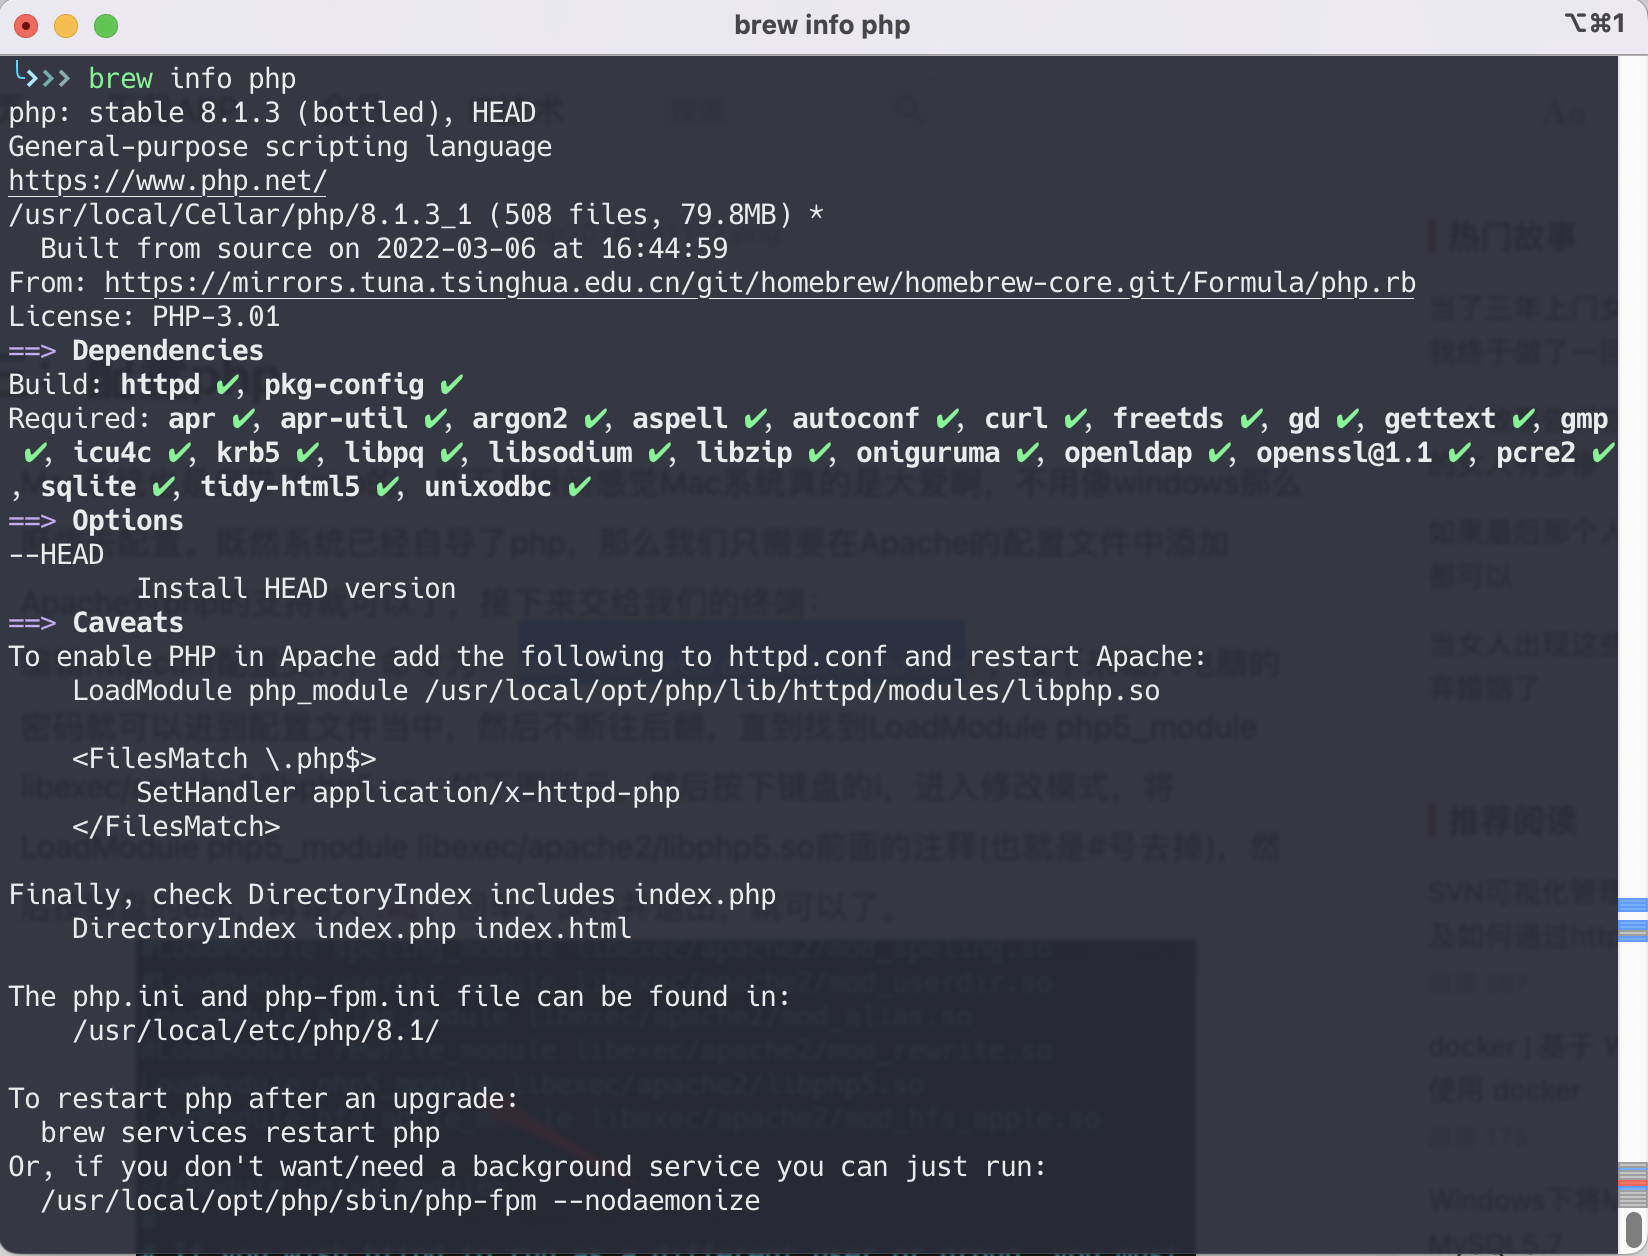 brew info php
⌥⌘1
brew info php
php: stable 8.1.3 (bottled), HEAD
General-purpose scripting language
https://www.php.net/
/usr/local/Cellar/php/8.1.3_1 (508 files, 79.8MB) *
  Built from source on 2022-03-06 at 16:44:59
From: https://mirrors.tuna.tsinghua.edu.cn/git/homebrew/homebrew-core.git/Formula/php.rb
License: PHP-3.01
==> Dependencies
Build: httpd ✔, pkg-config ✔
Required: apr ✔, apr-util ✔, argon2 ✔, aspell ✔, autoconf ✔, curl ✔, freetds ✔, gd ✔, gettext ✔, gmp
 ✔, icu4c ✔, krb5 ✔, libpq ✔, libsodium ✔, libzip ✔, oniguruma ✔, openldap ✔, openssl@1.1 ✔, pcre2 ✔
, sqlite ✔, tidy-html5 ✔, unixodbc ✔
==> Options
--HEAD
        Install HEAD version
==> Caveats
To enable PHP in Apache add the following to httpd.conf and restart Apache:
    LoadModule php_module /usr/local/opt/php/lib/httpd/modules/libphp.so
    <FilesMatch \.php$>
        SetHandler application/x-httpd-php
    </FilesMatch>
Finally, check DirectoryIndex includes index.php
    DirectoryIndex index.php index.html
The php.ini and php-fpm.ini file can be found in:
    /usr/local/etc/php/8.1/
To restart php after an upgrade:
  brew services restart php
Or, if you don't want/need a background service you can just run:
  /usr/local/opt/php/sbin/php-fpm --nodaemonize